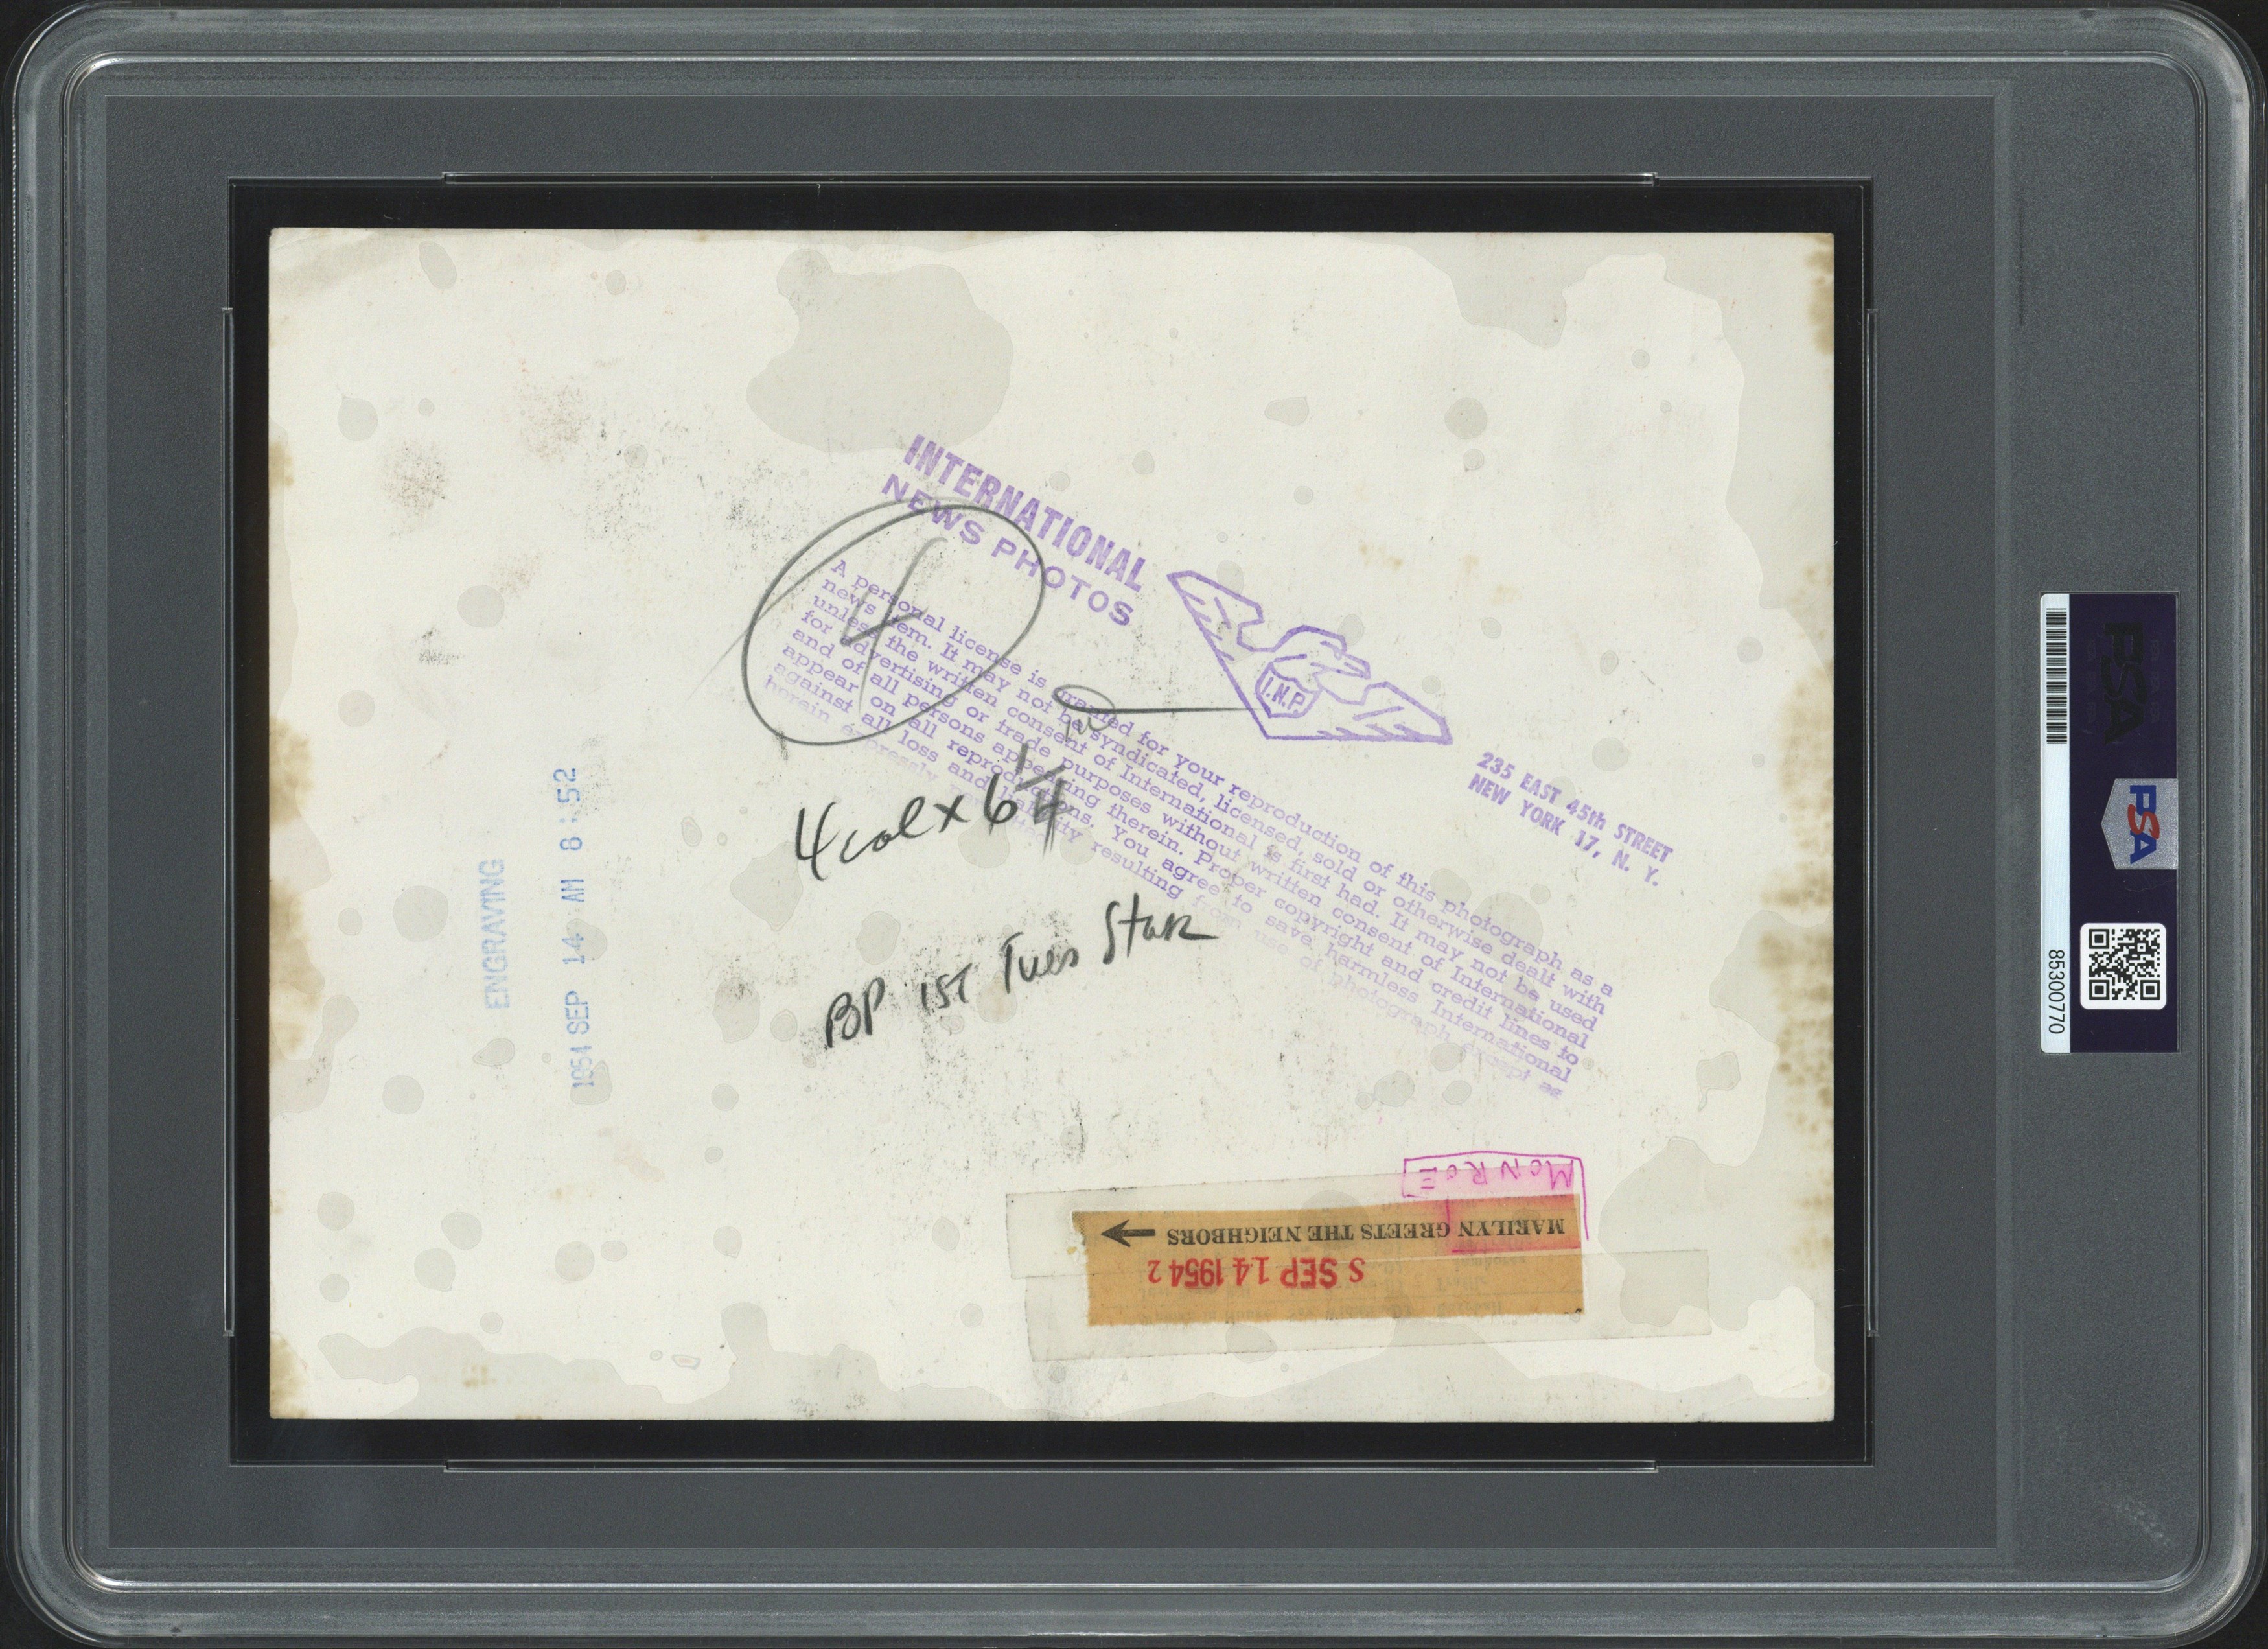 INTERNATIONAL
NEWS PHOTOS
I.N.P.
235 EAST 45th STREET
NEW YORK 17, N. Y.
A personal license is granted for your reproduction of this photograph as a
news item. It may not be syndicated, licensed, sold or otherwise dealt with
unless the written consent of International is first had. It may not be used
for advertising or trade purposes without written consent of International
and of all persons appearing therein. Proper copyright and credit lines to
appear on all reproductions. You agree to save harmless International
against all loss and liability resulting from use of photograph except as
herein expressly
4
4 col x 6 1/4
BP 1ST Tues Star
ENGRAVING
1954 SEP 14 AM 8:52
MONROE
MARILYN GREETS THE NEIGHBORS
S SEP 14 1954 2
PSA
PSA
85300770